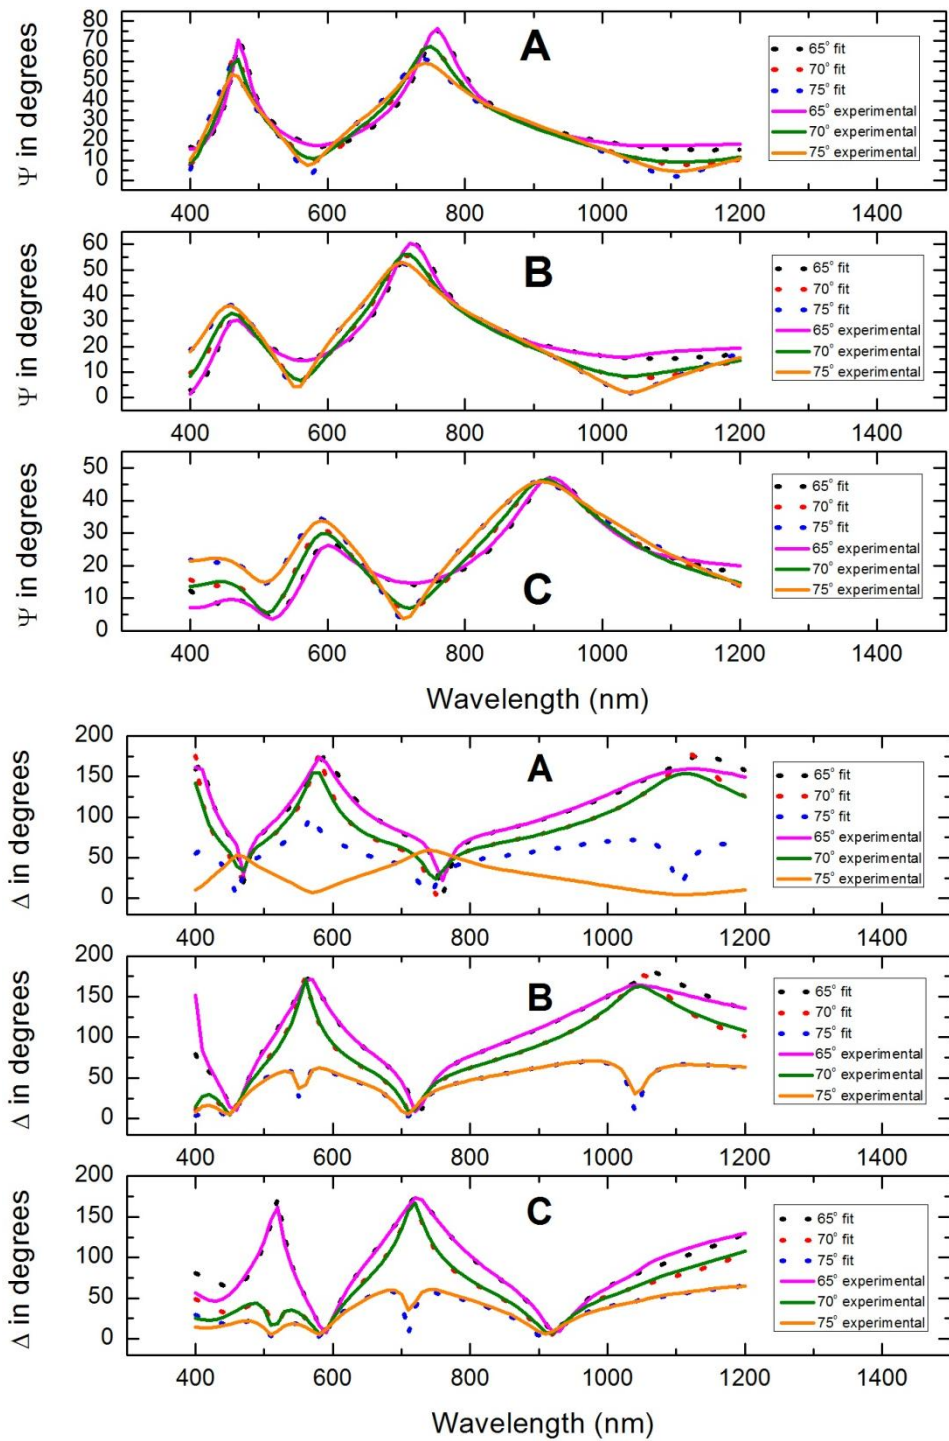 Ψ in degrees
80
70
60
50
40
30
20
10
0
A
65° fit
70° fit
75° fit
65° experimental
70° experimental
75° experimental
400 600 800 1000 1200 1400
Ψ in degrees
60
50
40
30
20
10
0
B
65° fit
70° fit
75° fit
65° experimental
70° experimental
75° experimental
400 600 800 1000 1200 1400
Ψ in degrees
50
40
30
20
10
0
C
65° fit
70° fit
75° fit
65° experimental
70° experimental
75° experimental
400 600 800 1000 1200 1400
Wavelength (nm)
Δ in degrees
200
150
100
50
0
A
65° fit
70° fit
75° fit
65° experimental
70° experimental
75° experimental
400 600 800 1000 1200 1400
Δ in degrees
200
150
100
50
0
B
65° fit
70° fit
75° fit
65° experimental
70° experimental
75° experimental
400 600 800 1000 1200 1400
Δ in degrees
200
150
100
50
0
C
65° fit
70° fit
75° fit
65° experimental
70° experimental
75° experimental
400 600 800 1000 1200 1400
Wavelength (nm)